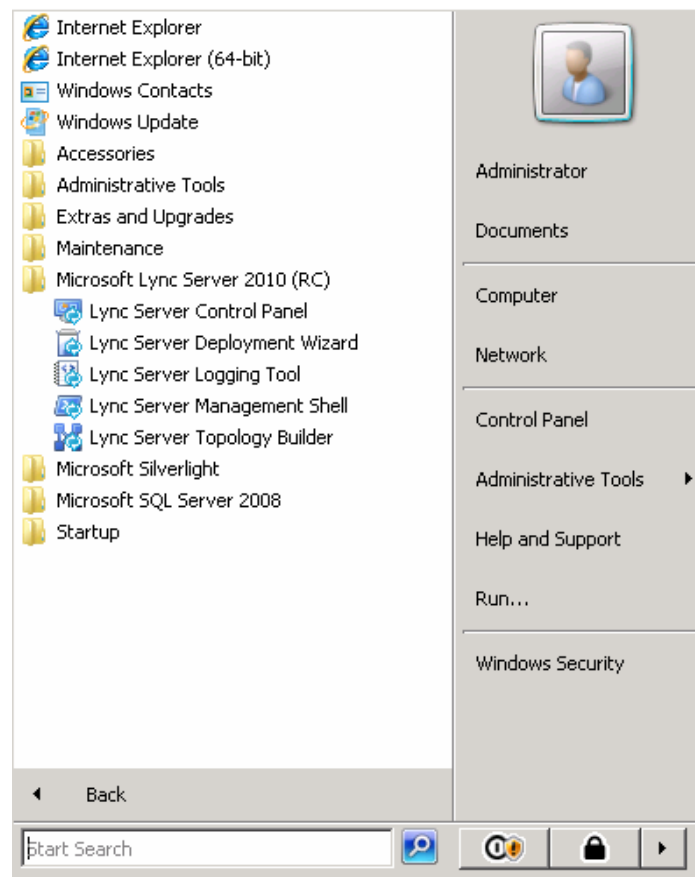 Internet Explorer
Internet Explorer (64-bit)
Windows Contacts
Windows Update
Accessories
Administrative Tools
Extras and Upgrades
Maintenance
Microsoft Lync Server 2010 (RC)
Lync Server Control Panel
Lync Server Deployment Wizard
Lync Server Logging Tool
Lync Server Management Shell
Lync Server Topology Builder
Microsoft Silverlight
Microsoft SQL Server 2008
Startup
Back
Start Search
Administrator
Documents
Computer
Network
Control Panel
Administrative Tools
Help and Support
Run...
Windows Security